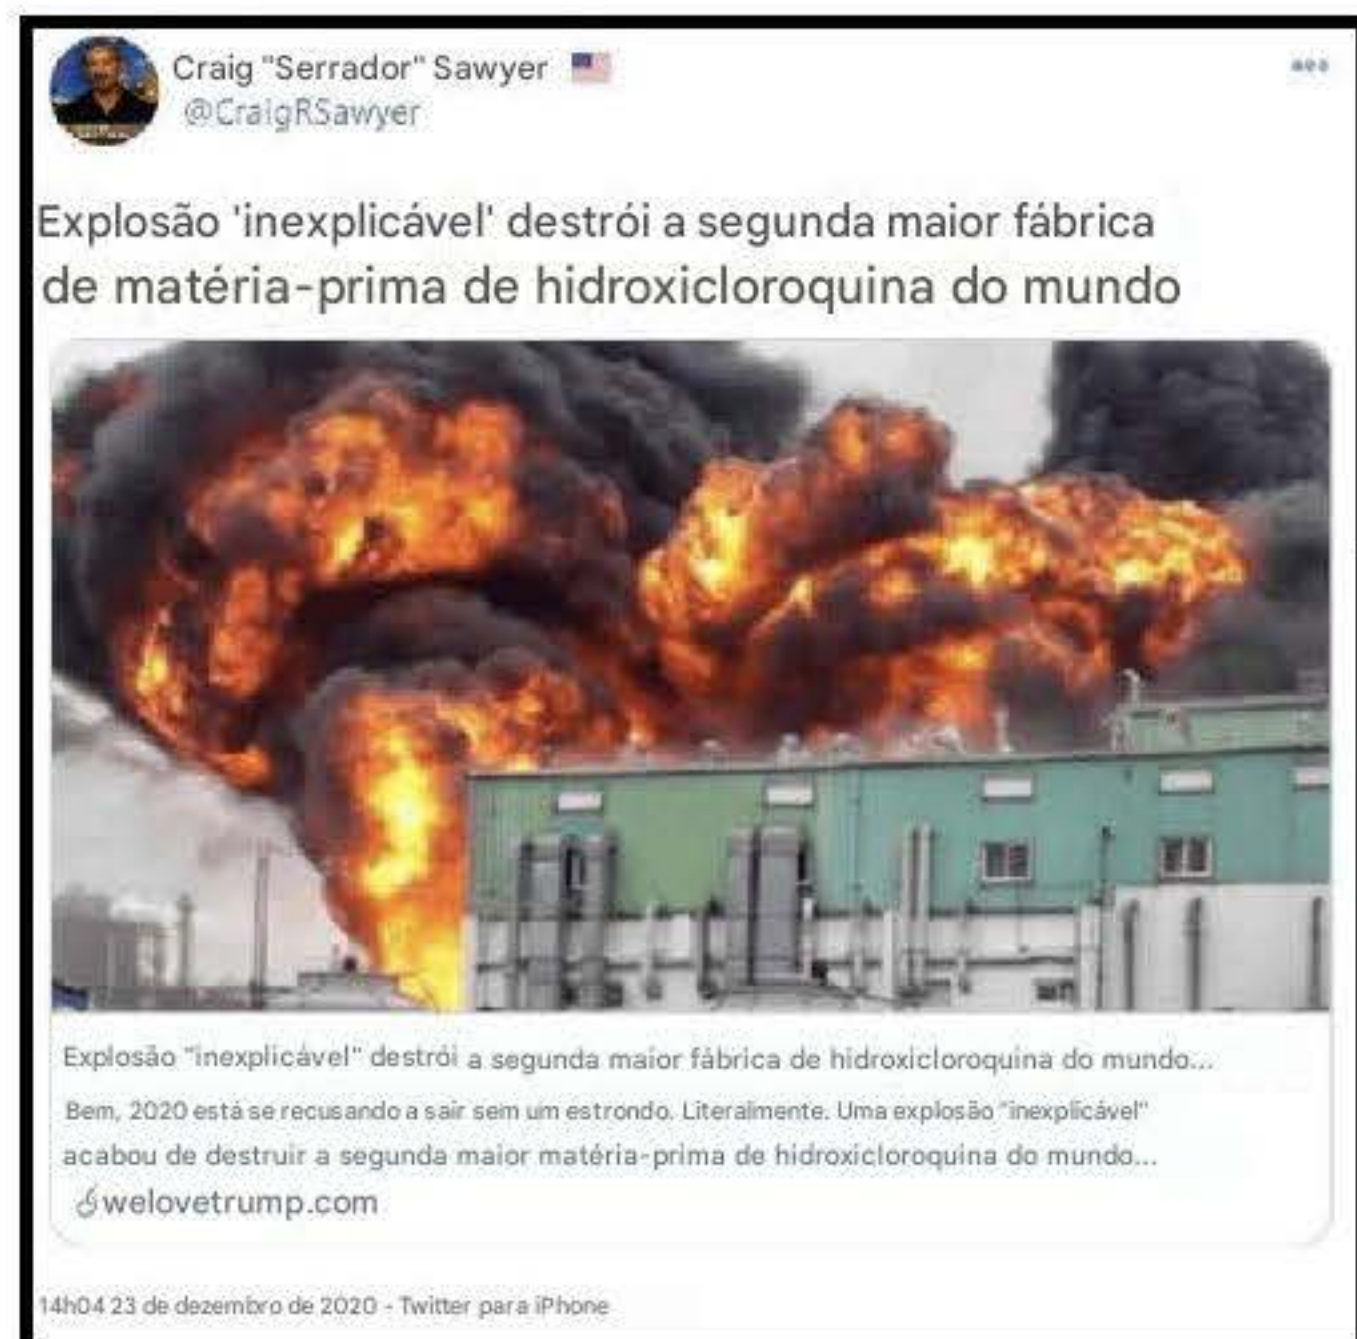 Craig "Serrador" Sawyer
@CraigRSawyer
Explosão 'inexplicável' destrói a segunda maior fábrica
de matéria-prima de hidroxicloroquina do mundo
Explosão "inexplicável" destrói a segunda maior fábrica de hidroxicloroquina do mundo...
Bem, 2020 está se recusando a sair sem um estrondo. Literalmente. Uma explosão "inexplicável"
acabou de destruir a segunda maior matéria-prima de hidroxicloroquina do mundo...
welovetrump.com
14h04 23 de dezembro de 2020 - Twitter para iPhone